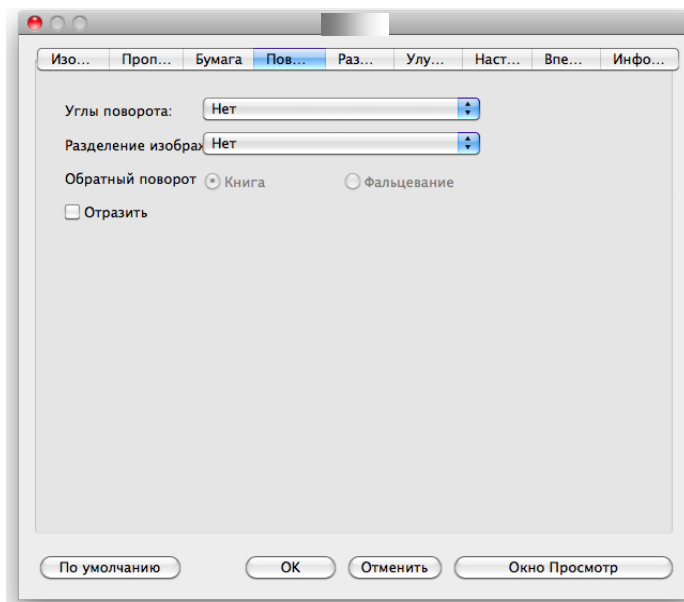 Изо... Проп... Бумага Пов... Раз... Улу... Наст... Впе... Инфо...
Углы поворота: Нет
Разделение изображ Нет
Обратный поворот Книга Фальцевание
Отразить
По умолчанию OK Отменить Окно Просмотр